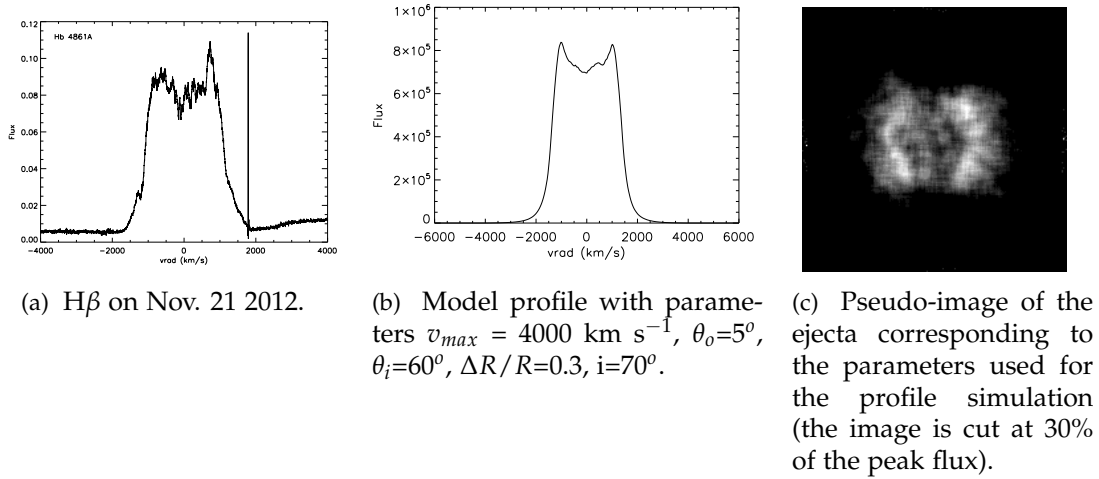 Hb 4861A
0.12
0.10
0.08
0.06
0.04
0.02
0.00
Flux
-4000
-2000
0
2000
4000
vrad (km/s)
1×10⁶
8×10⁵
6×10⁵
4×10⁵
2×10⁵
0
Flux
−6000
−4000
−2000
0
2000
4000
6000
vrad (km/s)
(a) Hβ on Nov. 21 2012.
(b) Model profile with parame-
ters v_max = 4000 km s⁻¹, θ_o=5°,
θ_i=60°, ΔR/R=0.3, i=70°.
(c) Pseudo-image of the
ejecta corresponding to
the parameters used for
the profile simulation
(the image is cut at 30%
of the peak flux).